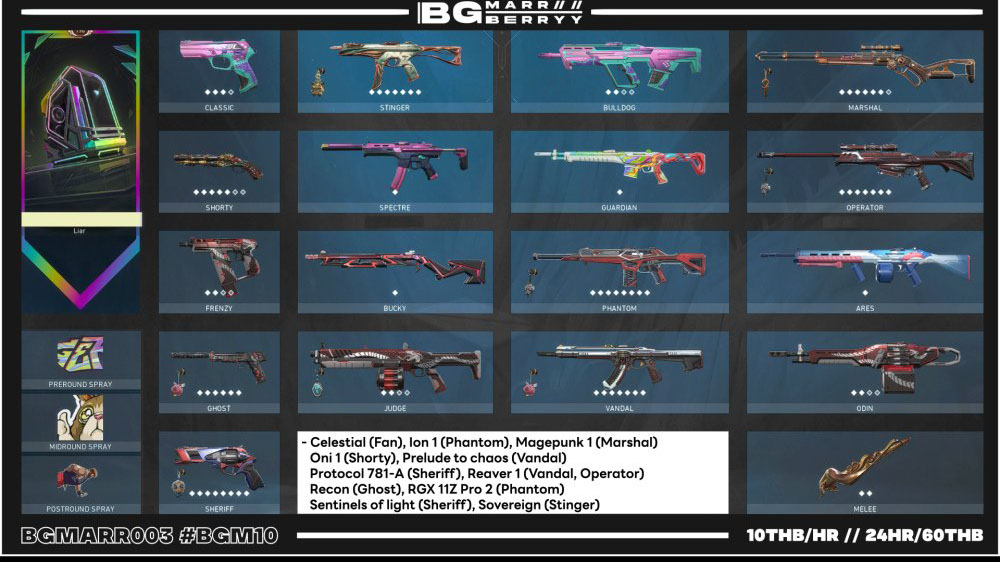 BG MARR///
BERRYY
Liar
CLASSIC
STINGER
BULLDOG
MARSHAL
SHORTY
SPECTRE
GUARDIAN
OPERATOR
FRENZY
BUCKY
PHANTOM
ARES
PREROUND SPRAY
GHOST
JUDGE
VANDAL
ODIN
MIDROUND SPRAY
- Celestial (Fan), Ion 1 (Phantom), Magepunk 1 (Marshal)
Oni 1 (Shorty), Prelude to chaos (Vandal)
Protocol 781-A (Sheriff), Reaver 1 (Vandal, Operator)
Recon (Ghost), RGX 11Z Pro 2 (Phantom)
Sentinels of light (Sheriff), Sovereign (Stinger)
POSTROUND SPRAY
SHERIFF
MELEE
BGMARR003 #BGM10
10THB/HR // 24HR/60THB